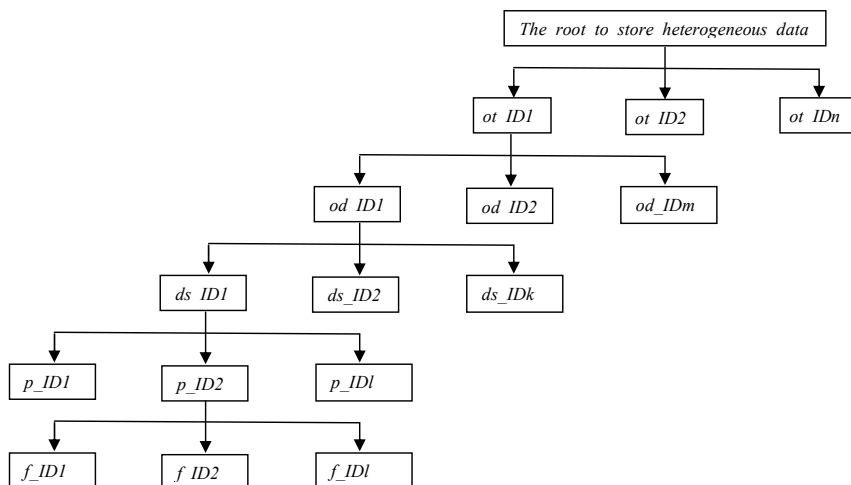 The root to store heterogeneous data
ot ID1
ot ID2
ot IDn
od ID1
od ID2
od_IDm
ds ID1
ds_ID2
ds_IDk
p_ID1
p_ID2
p_IDl
f_ID1
f ID2
f_IDl